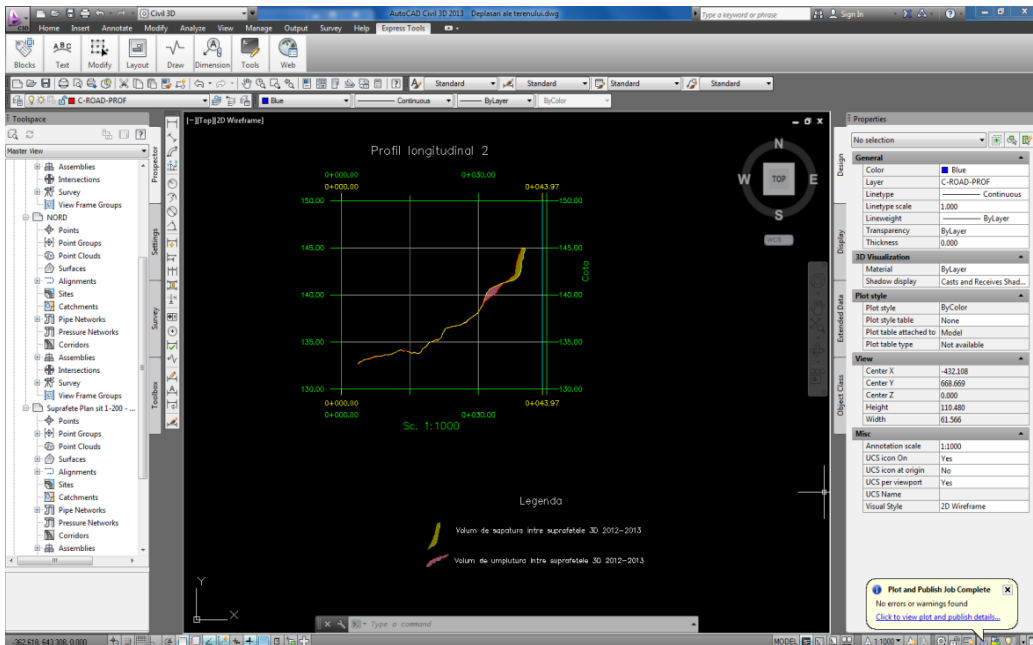 Civil 3D
AutoCAD Civil 3D 2013 Deplasari ale terenului.dwg
Type a keyword or phrase
Sign In
Home Insert Annotate Modify Analyze View Manage Output Survey Help Express Tools
ABC
Blocks Text Modify Layout Draw Dimension Tools Web
Standard Standard Standard Standard
C-ROAD-PROF Blue Continuous ByLayer ByColor
Toolspace
Master View
Assemblies
Intersections
Survey
View Frame Groups
NORD
Points
Point Groups
Point Clouds
Surfaces
Alignments
Sites
Catchments
Pipe Networks
Pressure Networks
Corridors
Assemblies
Intersections
Survey
View Frame Groups
Suprafete Plan sit 1-200 - ...
Points
Point Groups
Point Clouds
Surfaces
Alignments
Sites
Catchments
Pipe Networks
Pressure Networks
Corridors
Assemblies
Prospector
Settings
Survey
Toolbox
[−][Top][2D Wireframe]
Profil longitudinal 2
0+000.00 0+030.00
0+000.00 0+043.97
150.00 150.00
145.00 145.00
140.00 140.00
135.00 135.00
130.00 130.00
Cota
0+000.00 0+043.97
0+000.00 0+030.00 0+043.97
Sc. 1:1000
Legenda
Volum de sapatura intre suprafetele 3D 2012-2013
Volum de umplutura intre suprafetele 3D 2012-2013
N
W TOP E
S
WCS
Y
X
Type a command
Properties
No selection
General
Color Blue
Layer C-ROAD-PROF
Linetype Continuous
Linetype scale 1.000
Lineweight ByLayer
Transparency ByLayer
Thickness 0.000
3D Visualization
Material ByLayer
Shadow display Casts and Receives Shad...
Plot style
Plot style ByColor
Plot style table None
Plot table attached to Model
Plot table type Not available
View
Center X -432.108
Center Y 668.669
Center Z 0.000
Height 110.480
Width 61.566
Misc
Annotation scale 1:1000
UCS icon On Yes
UCS icon at origin No
UCS per viewport Yes
UCS Name
Visual Style 2D Wireframe
Design
Display
Extended Data
Object Class
Plot and Publish Job Complete
No errors or warnings found
Click to view plot and publish details...
-362.618, 643.308, 0.000
MODEL 1:1000